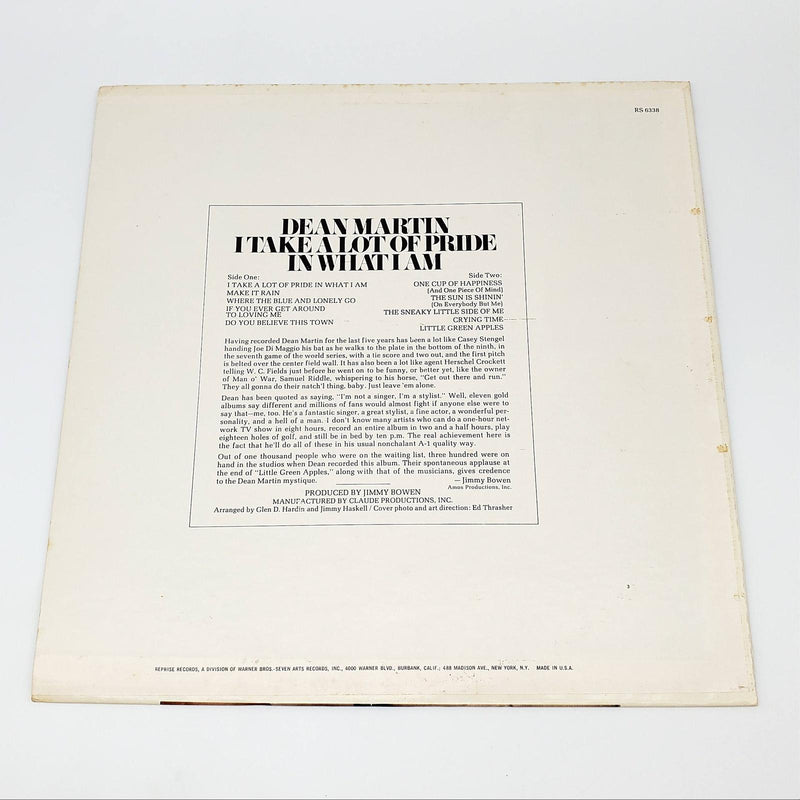 RS 6338
DEAN MARTIN
I TAKE A LOT OF PRIDE
IN WHAT I AM
Side One:
I TAKE A LOT OF PRIDE IN WHAT I AM
MAKE IT RAIN
WHERE THE BLUE AND LONELY GO
IF YOU EVER GET AROUND
TO LOVING ME
DO YOU BELIEVE THIS TOWN
Side Two:
ONE CUP OF HAPPINESS
(And One Piece Of Mind)
THE SUN IS SHININ'
(On Everybody But Me)
THE SNEAKY LITTLE SIDE OF ME
CRYING TIME
LITTLE GREEN APPLES
Having recorded Dean Martin for the last five years has been a lot like Casey Stengel
handing Joe Di Maggio his bat as he walks to the plate in the bottom of the ninth, in
the seventh game of the world series, with a tie score and two out, and the first pitch
is belted over the center field wall. It has also been a lot like agent Herschel Crockett
telling W. C. Fields just before he went on to be funny, or better yet, like the owner
of Man o' War, Samuel Riddle, whispering to his horse, "Get out there and run."
They all gonna do their natch'l thing, baby. Just leave 'em alone.
Dean has been quoted as saying, "I'm not a singer, I'm a stylist." Well, eleven gold
albums say different and millions of fans would almost fight if anyone else were to
say that—me, too. He's a fantastic singer, a great stylist, a fine actor, a wonderful per-
sonality, and a hell of a man. I don't know many artists who can do a one-hour net-
work TV show in eight hours, record an entire album in two and a half hours, play
eighteen holes of golf, and still be in bed by ten p.m. The real achievement here is
the fact that he'll do all of these in his usual nonchalant A-1 quality way.
Out of one thousand people who were on the waiting list, three hundred were on
hand in the studios when Dean recorded this album. Their spontaneous applause at
the end of "Little Green Apples," along with that of the musicians, gives credence
to the Dean Martin mystique.
— Jimmy Bowen
Amos Productions, Inc.
PRODUCED BY JIMMY BOWEN
MANUFACTURED BY CLAUDE PRODUCTIONS, INC.
Arranged by Glen D. Hardin and Jimmy Haskell / Cover photo and art direction: Ed Thrasher
3
REPRISE RECORDS, A DIVISION OF WARNER BROS.-SEVEN ARTS RECORDS, INC., 4000 WARNER BLVD., BURBANK, CALIF.; 488 MADISON AVE., NEW YORK, N.Y. MADE IN U.S.A.